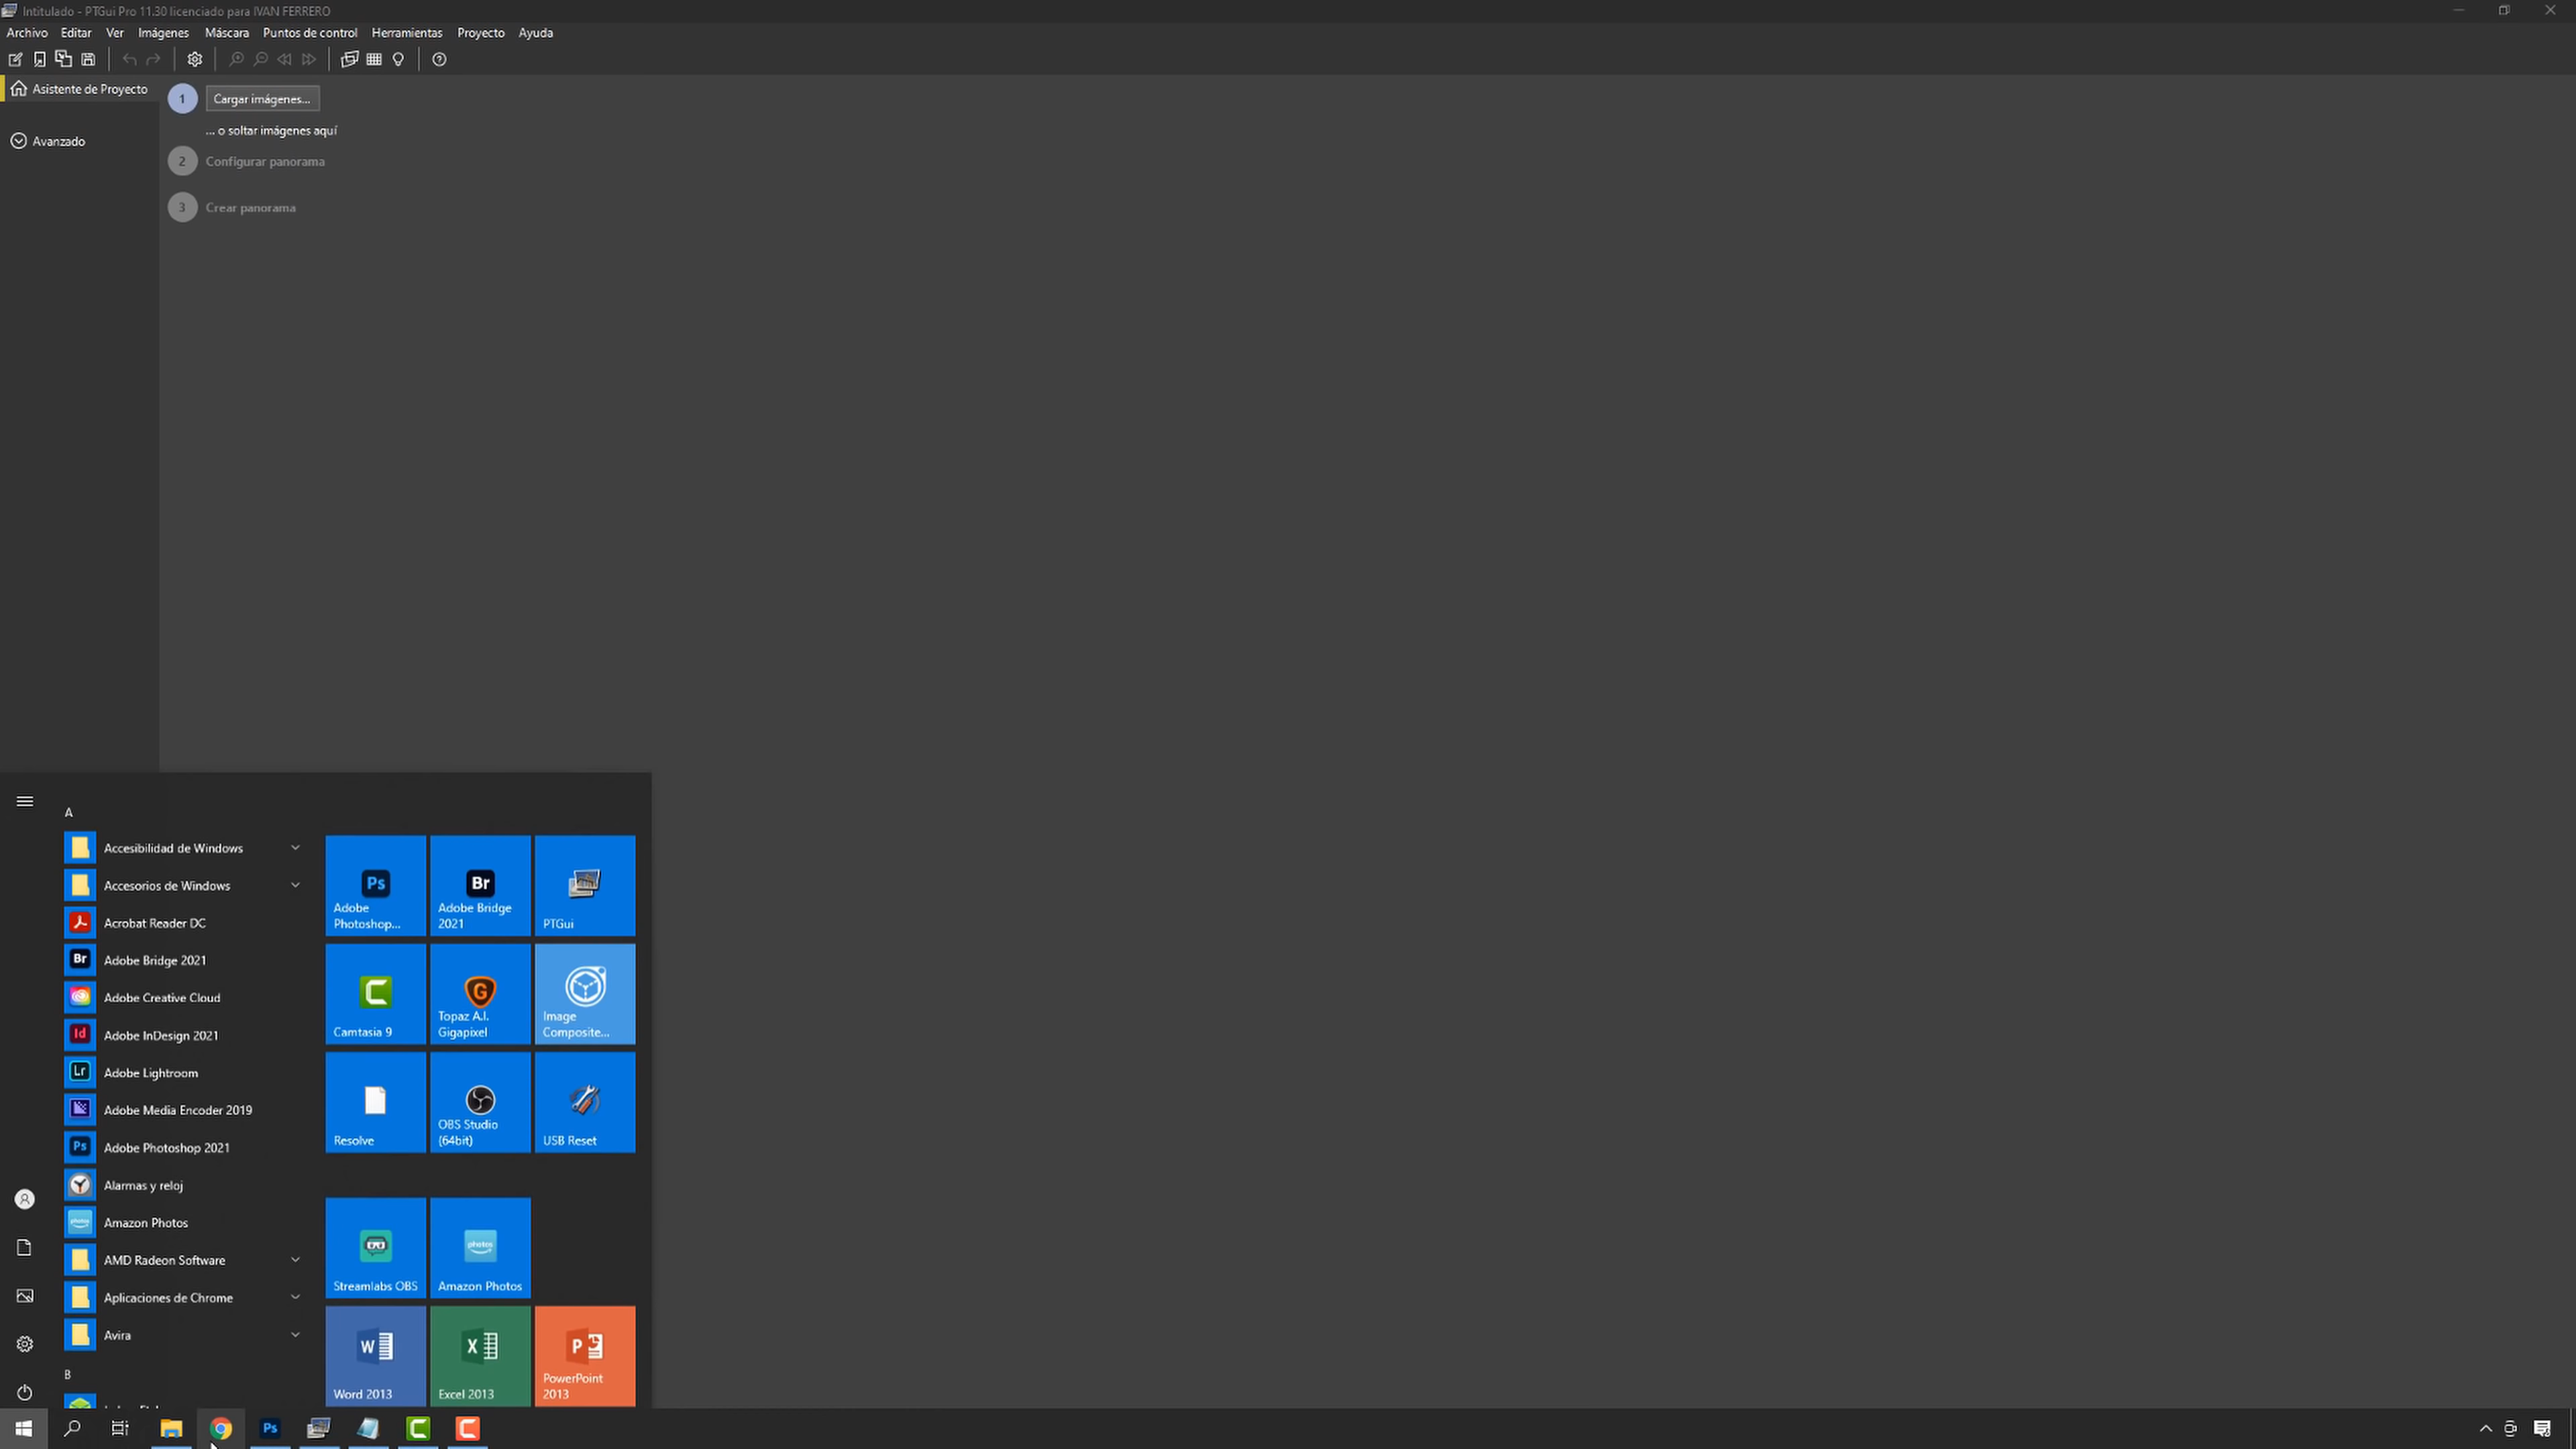 Intitulado - PTGui Pro 11.30 licenciado para IVAN FERRERO
Archivo Editar Ver Imágenes Máscara Puntos de control Herramientas Proyecto Ayuda
Asistente de Proyecto
Avanzado
1 Cargar imágenes...
... o soltar imágenes aquí
2 Configurar panorama
3 Crear panorama
A
Accesibilidad de Windows
Accesorios de Windows
Acrobat Reader DC
Adobe Bridge 2021
Adobe Creative Cloud
Adobe InDesign 2021
Adobe Lightroom
Adobe Media Encoder 2019
Adobe Photoshop 2021
Alarmas y reloj
Amazon Photos
AMD Radeon Software
Aplicaciones de Chrome
Avira
B
Adobe
Photoshop...
Adobe Bridge
2021
PTGui
Camtasia 9
Topaz A.I.
Gigapixel
Image
Composite...
Resolve
OBS Studio
(64bit)
USB Reset
Streamlabs OBS
Amazon Photos
Word 2013
Excel 2013
PowerPoint
2013